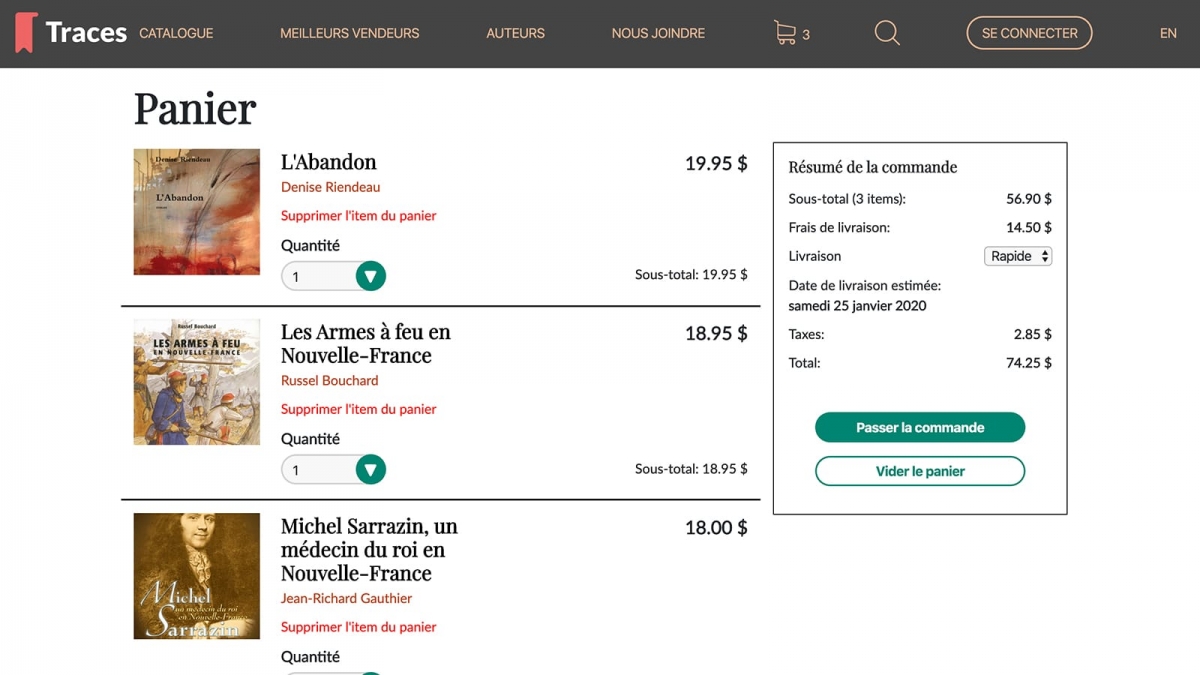 Traces CATALOGUE MEILLEURS VENDEURS AUTEURS NOUS JOINDRE 3 SE CONNECTER EN
Panier
Denise Riendeau
L'Abandon
roman
L'Abandon
19.95 $
Denise Riendeau
Supprimer l'item du panier
Quantité
1
Sous-total: 19.95 $
Russel Bouchard
LES ARMES À FEU
EN NOUVELLE-FRANCE
Les Armes à feu en
Nouvelle-France
18.95 $
Russel Bouchard
Supprimer l'item du panier
Quantité
1
Sous-total: 18.95 $
Michel
un médecin du roi
en Nouvelle-France
Sarrazin
Michel Sarrazin, un
médecin du roi en
Nouvelle-France
18.00 $
Jean-Richard Gauthier
Supprimer l'item du panier
Quantité
Résumé de la commande
Sous-total (3 items): 56.90 $
Frais de livraison: 14.50 $
Livraison Rapide
Date de livraison estimée:
samedi 25 janvier 2020
Taxes: 2.85 $
Total: 74.25 $
Passer la commande
Vider le panier